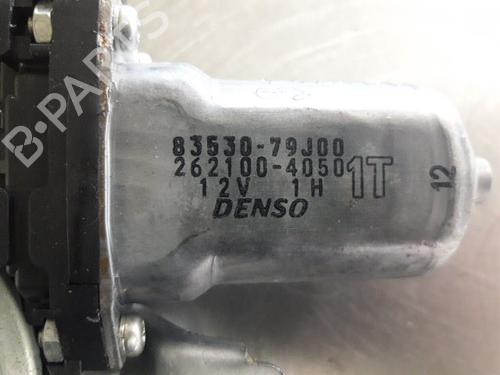 83530-79J00
262100-4050
12V 1H 1T
DENSO
12
B-PARTS